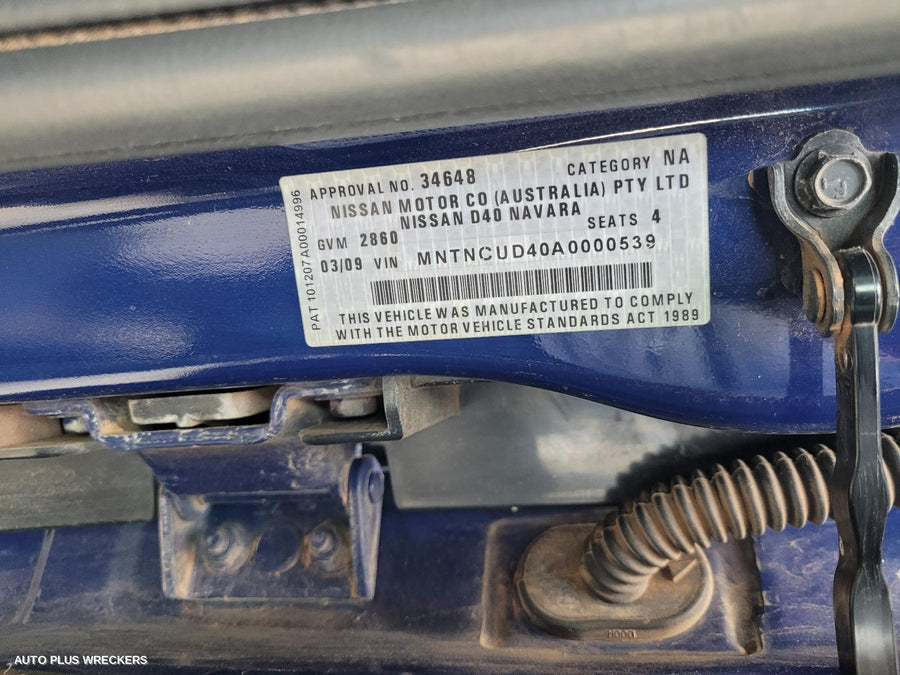 APPROVAL NO. 34648 CATEGORY NA
NISSAN MOTOR CO (AUSTRALIA) PTY LTD
NISSAN D40 NAVARA
GVM 2860 SEATS 4
03/09 VIN MNTNCUD40A0000539
THIS VEHICLE WAS MANUFACTURED TO COMPLY
WITH THE MOTOR VEHICLE STANDARDS ACT 1989
PAT 101207A00014996
AUTO PLUS WRECKERS